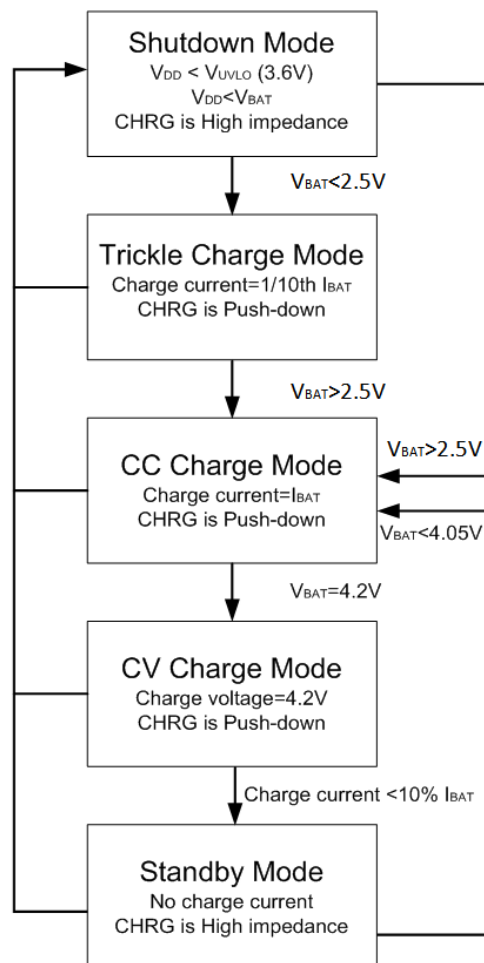 Shutdown Mode
VDD < VUVLO (3.6V)
VDD<VBAT
CHRG is High impedance
VBAT<2.5V
Trickle Charge Mode
Charge current=1/10th IBAT
CHRG is Push-down
VBAT>2.5V
CC Charge Mode
Charge current=IBAT
CHRG is Push-down
VBAT>2.5V
VBAT<4.05V
VBAT=4.2V
CV Charge Mode
Charge voltage=4.2V
CHRG is Push-down
Charge current <10% IBAT
Standby Mode
No charge current
CHRG is High impedance